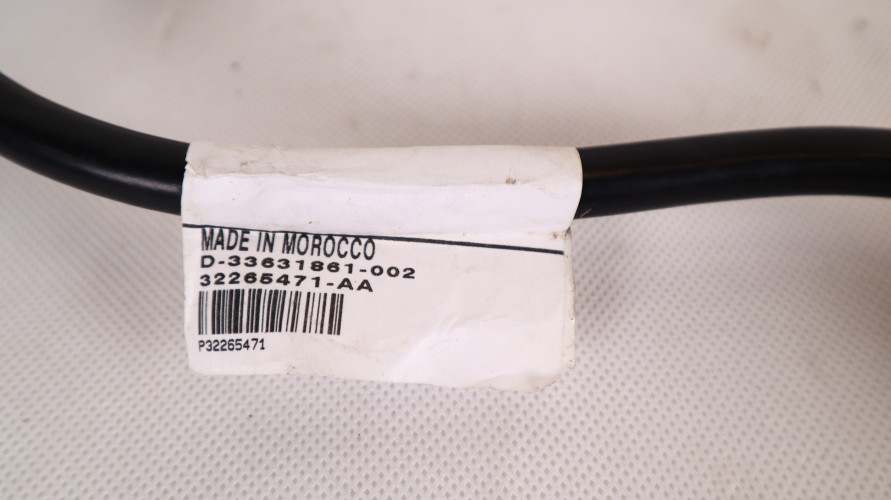 MADE IN MOROCCO
D-33631861-002
32265471-AA
P32265471